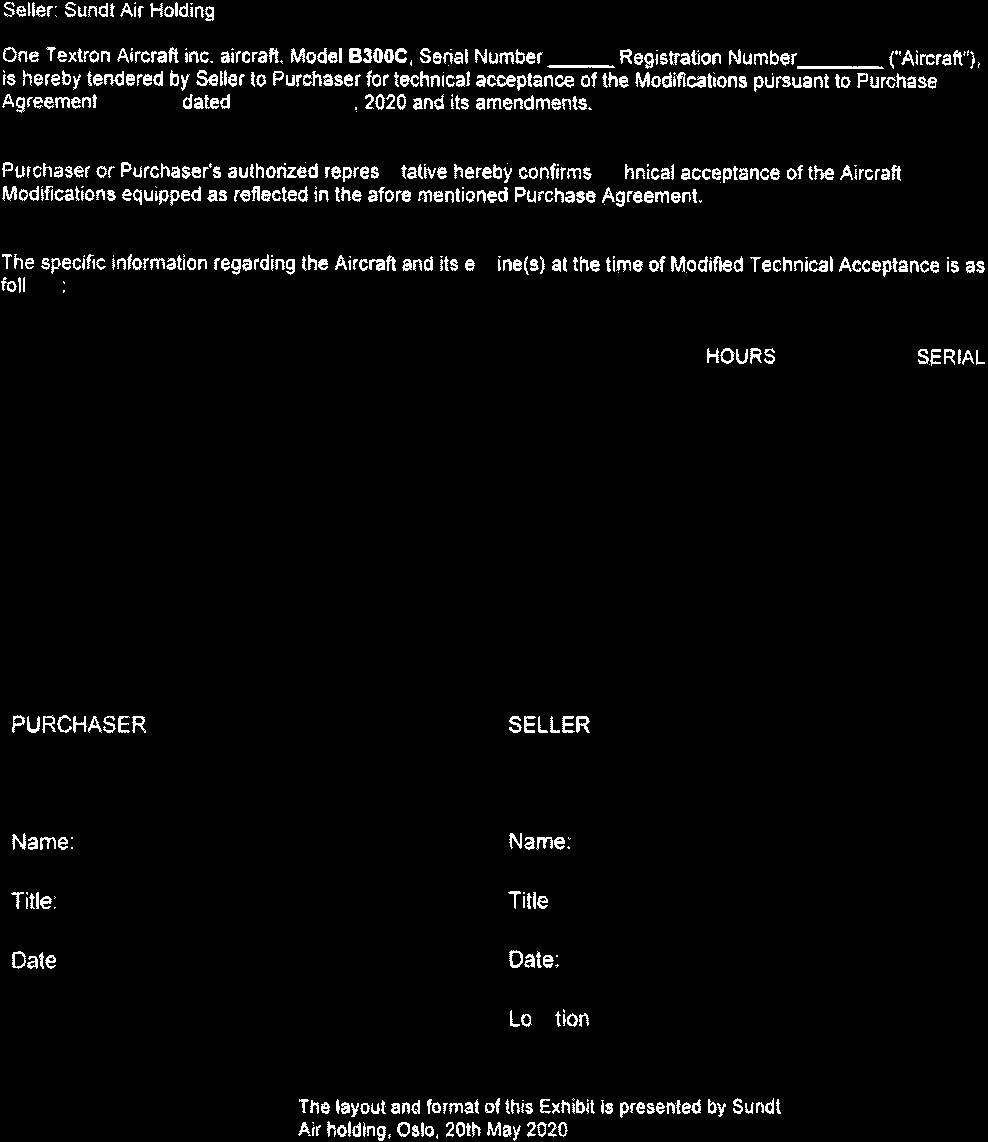 Seller: Sundt Air Holding
One Textron Aircraft inc. aircraft, Model B300C, Serial Number ______ Registration Number________ ("Aircraft"),
is hereby tendered by Seller to Purchaser for technical acceptance of the Modifications pursuant to Purchase
Agreement dated , 2020 and its amendments.
Purchaser or Purchaser's authorized repres tative hereby confirms hnical acceptance of the Aircraft
Modifications equipped as reflected in the afore mentioned Purchase Agreement.
The specific information regarding the Aircraft and its e ine(s) at the time of Modified Technical Acceptance is as
foll :
HOURS SERIAL
PURCHASER SELLER
Name: Name:
Title: Title
Date Date:
Lo tion
The layout and format of this Exhibit is presented by Sundt
Air holding, Oslo, 20th May 2020